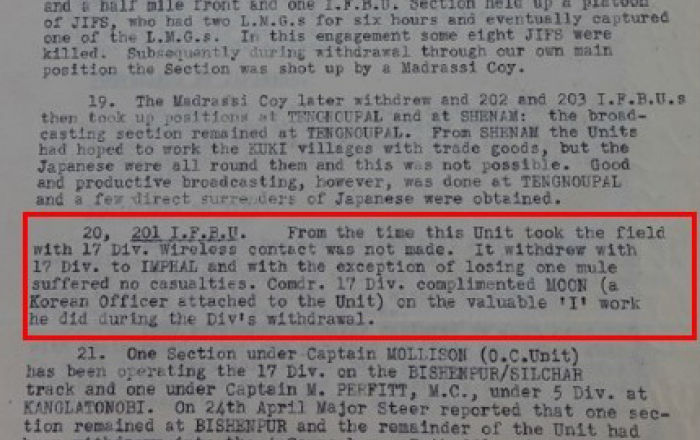 and a half mile front and one I.F.B.U. Section held up a platoon
of JIFS, who had two L.M.G.s for six hours and eventually captured
one of the L.M.G.s. In this engagement some eight JIFS were
killed. Subsequently during withdrawal through our own main
position the Section was shot up by a Madrassi Coy.
19. The Madrassi Coy later withdrew and 202 and 203 I.F.B.U.s
then took up positions at TENGNOUPAL and at SHENAM: the broad-
casting section remained at TENGNOUPAL. From SHENAM the Units
had hoped to work the KUKI villages with trade goods, but the
Japanese were all round them and this was not possible. Good
and productive broadcasting, however, was done at TENGNOUPAL
and a few direct surrenders of Japanese were obtained.
20, 201 I.F.B.U. From the time this Unit took the field
with 17 Div. Wireless contact was not made. It withdrew with
17 Div. to IMPHAL and with the exception of losing one mule
suffered no casualties. Comdr. 17 Div. complimented MOON (a
Korean Officer attached to the Unit) on the valuable 'I' work
he did during the Div's withdrawal.
21. One Section under Captain MOLLISON (O.C.Unit)
has been operating the 17 Div. on the BISHENPUR/SILCHAR
track and one under Captain M. PERFITT, M.C., under 5 Div. at
KANGLATONGBI. On 24th April Major Steer reported that one sec-
tion remained at BISHENPUR and the remainder of the Unit had